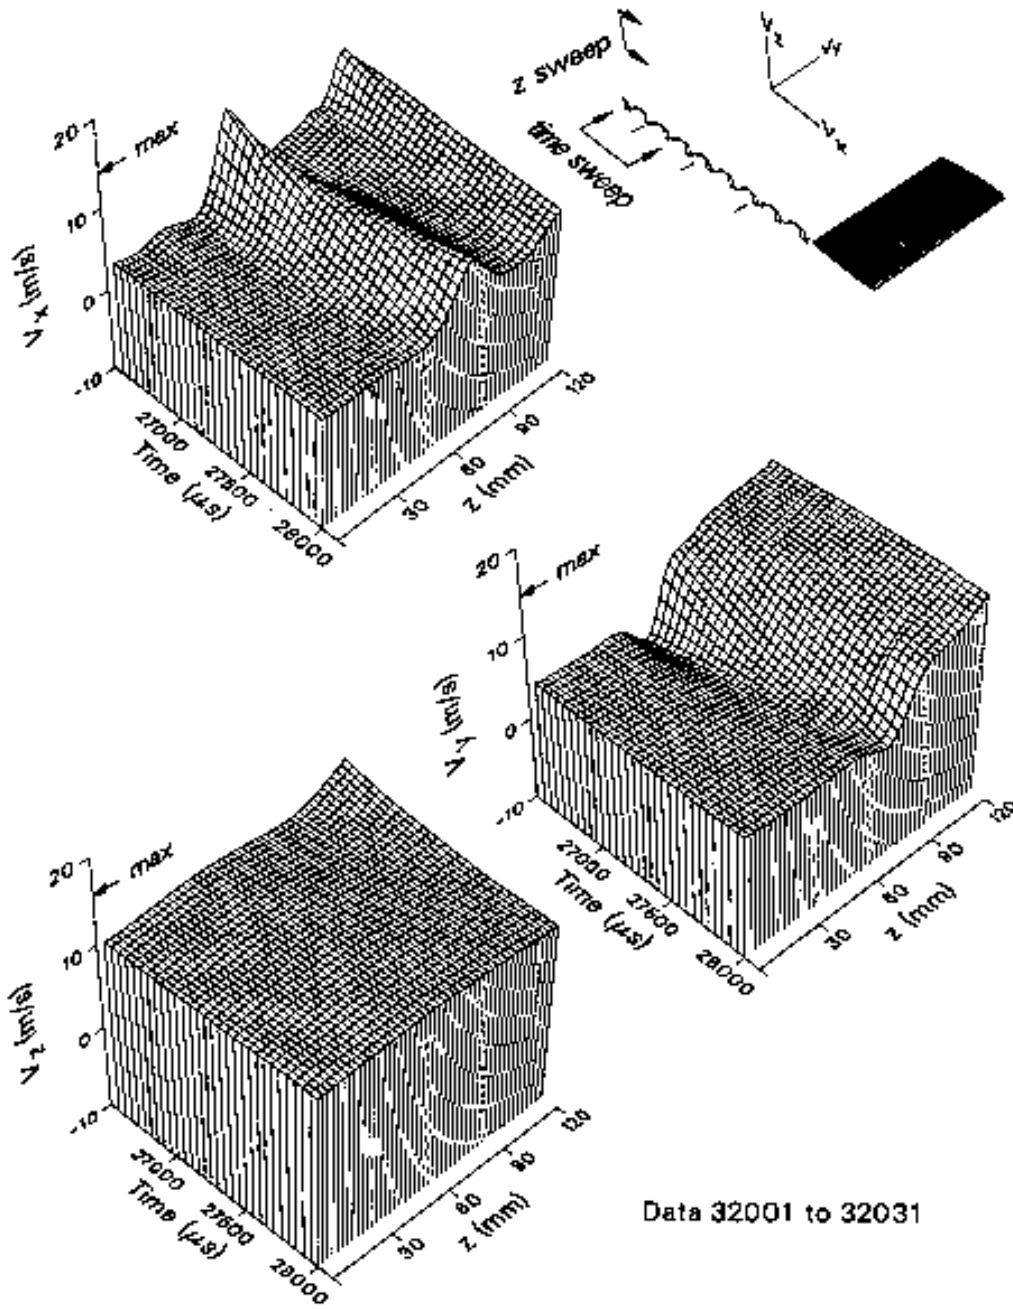 z sweep
time sweep
V_z
V_y
V_x
20
max
10
0
-10
V_x (m/s)
27000
27500
28000
Time (μs)
30
60
90
120
z (mm)
20
max
10
0
-10
V_y (m/s)
27000
27500
28000
Time (μs)
30
60
90
120
z (mm)
20
max
10
0
-10
V_z (m/s)
27000
27500
28000
Time (μs)
30
60
90
120
z (mm)
Data 32001 to 32031